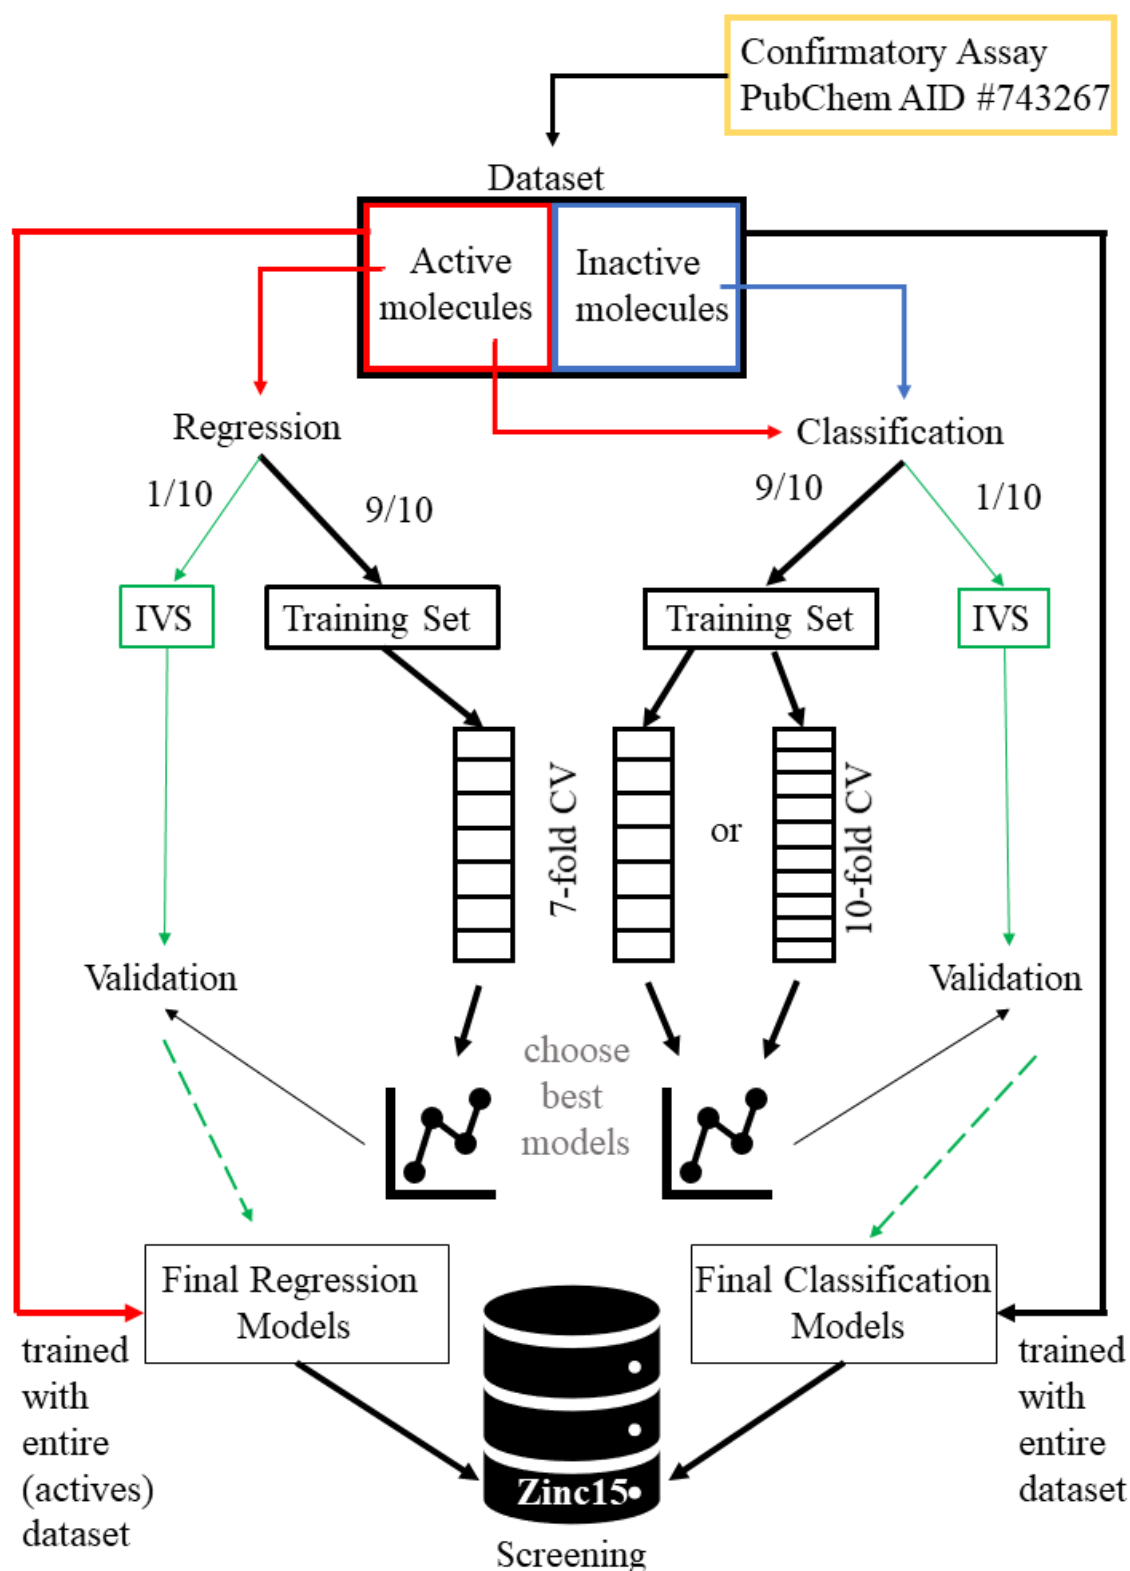 Confirmatory Assay
PubChem AID #743267
Dataset
Active
molecules
Inactive
molecules
Regression
Classification
1/10
9/10
9/10
1/10
IVS
Training Set
Training Set
IVS
7-fold CV
or
10-fold CV
Validation
Validation
choose
best
models
Final Regression
Models
Final Classification
Models
trained
with
entire
(actives)
dataset
trained
with
entire
dataset
Zinc15
Screening